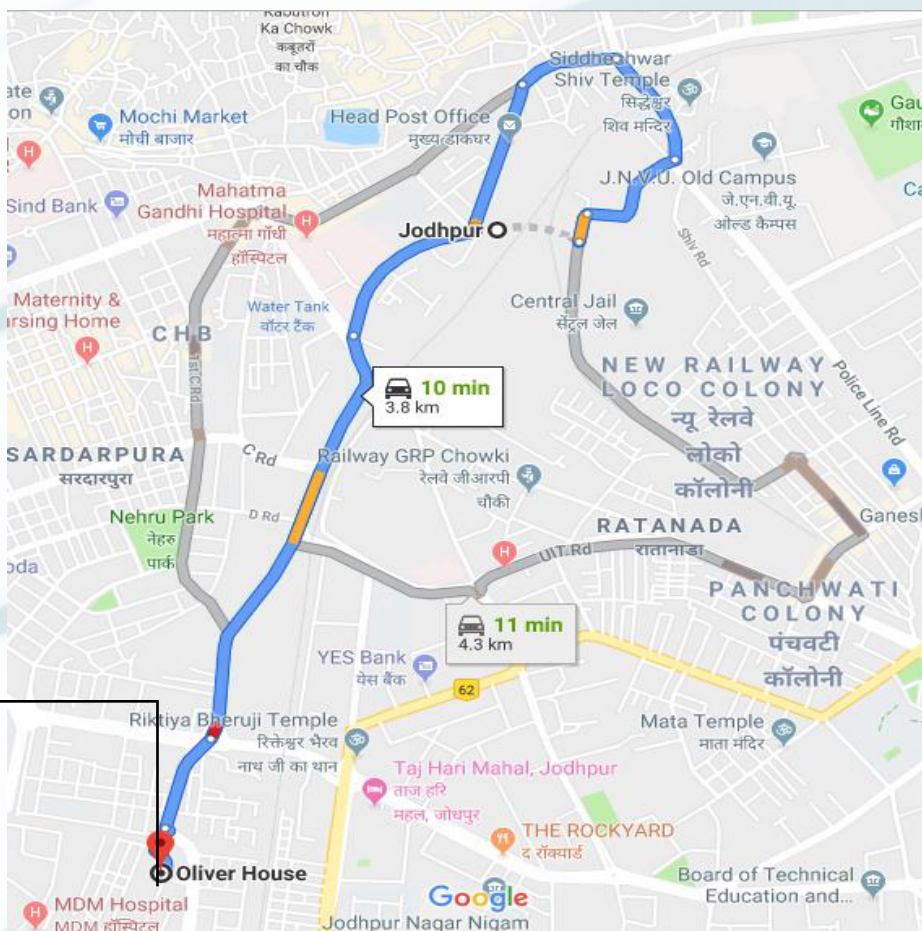 Kabutron
Ka Chowk
कबूतरों
का चौक
Siddheshwar
Shiv Temple
सिद्धेश्वर
शिव मन्दिर
Mochi Market
मोची बाजार
Head Post Office
मुख्य डाकघर
Gau
गौशा
J.N.V.U. Old Campus
जे.एन.वी.यू.
ओल्ड कैम्पस
Sind Bank
Mahatma
Gandhi Hospital
महात्मा गाँधी
हॉस्पिटल
Jodhpur
Shiv Rd
Maternity &
ursing Home
Water Tank
वॉटर टैंक
Central Jail
सेंट्रल जेल
CHB
1st C Rd
10 min
3.8 km
NEW RAILWAY
LOCO COLONY
न्यू रेलवे
लोको
कॉलोनी
Police Line Rd
SARDARPURA
सरदारपुरा
C Rd
Railway GRP Chowki
रेलवे जीआरपी
चौकी
Nehru Park
नेहरु
पार्क
D Rd
Ganesh
RATANADA
रातानाडा
UIT Rd
PANCHWATI
COLONY
पंचवटी
कॉलोनी
11 min
4.3 km
YES Bank
येस बैंक
62
Riktiya Bheruji Temple
रिक्तेश्वर भैरव
नाथ जी का थान
Mata Temple
माता मंदिर
Taj Hari Mahal, Jodhpur
ताज हरि
महल, जोधपुर
THE ROCKYARD
द रॉक्यार्ड
Oliver House
Board of Technical
Education and...
Google
MDM Hospital
MDM हॉस्पिटल
Jodhpur Nagar Nigam